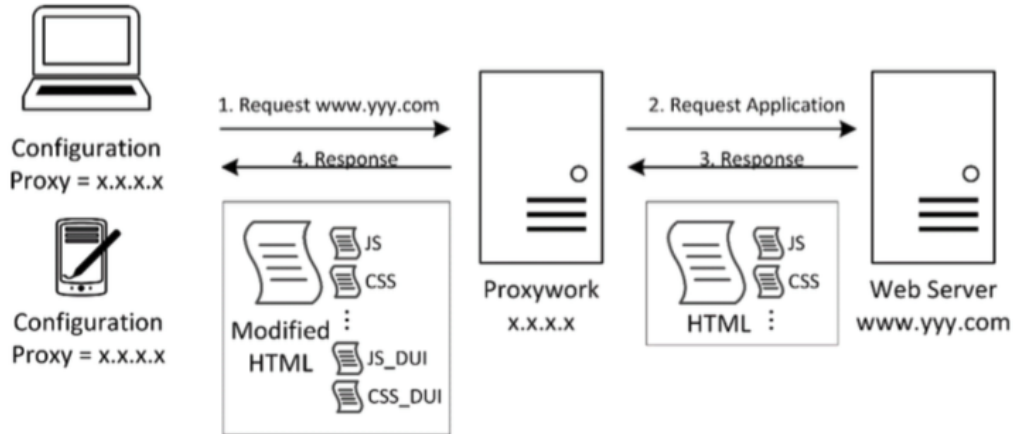 Configuration
Proxy = x.x.x.x
Configuration
Proxy = x.x.x.x
1. Request www.yyy.com
4. Response
JS
CSS
Modified
HTML
JS_DUI
CSS_DUI
Proxywork
x.x.x.x
2. Request Application
3. Response
JS
CSS
HTML
Web Server
www.yyy.com